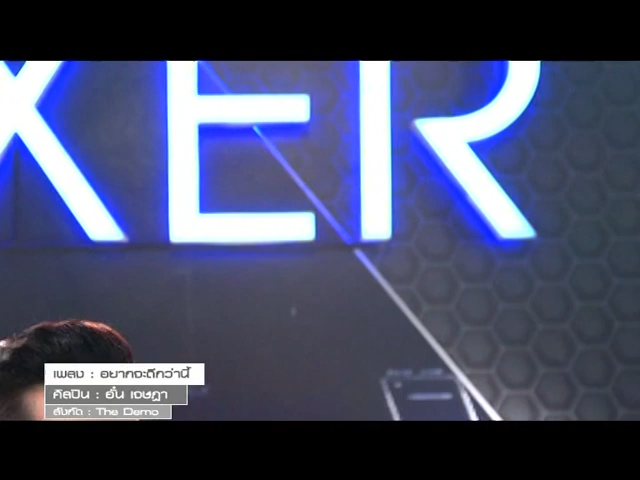 KER
เพลง : อยากจะดีกว่านี้
ศิลปิน : อั๋น เจษฎา
สังกัด : The Demo